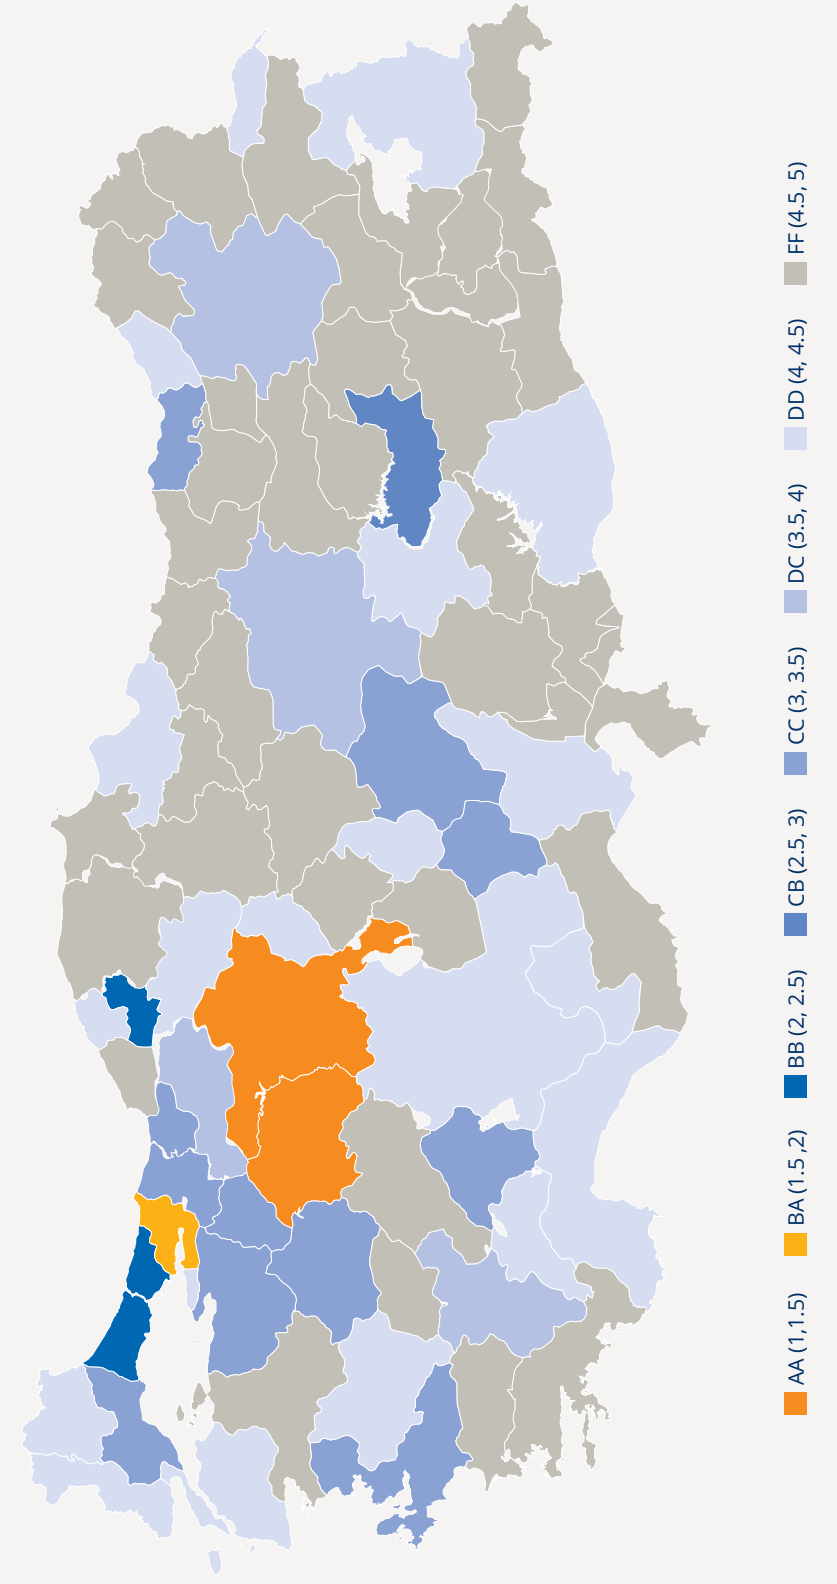 AA (1,1.5)
BA (1.5 ,2)
BB (2, 2.5)
CB (2.5, 3)
CC (3, 3.5)
DC (3.5, 4)
DD (4, 4.5)
FF (4.5, 5)